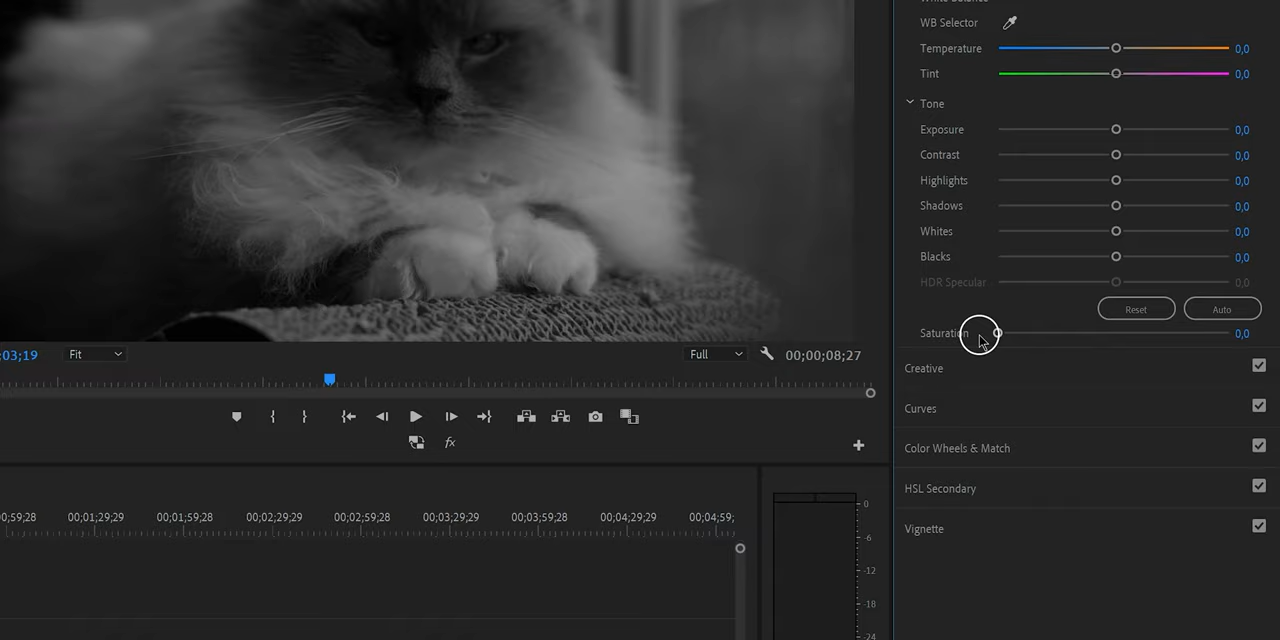 WB Selector
Temperature 0,0
Tint 0,0
Tone
Exposure 0,0
Contrast 0,0
Highlights 0,0
Shadows 0,0
Whites 0,0
Blacks 0,0
HDR Specular 0,0
Reset Auto
Saturation 0,0
Creative
Curves
Color Wheels & Match
HSL Secondary
Vignette
;03;19 Fit Full 00;00;08;27
fx
00;59;28 00;01;29;29 00;01;59;28 00;02;29;29 00;02;59;28 00;03;29;29 00;03;59;28 00;04;29;29 00;04;59;
0
-6
-12
-18
-24